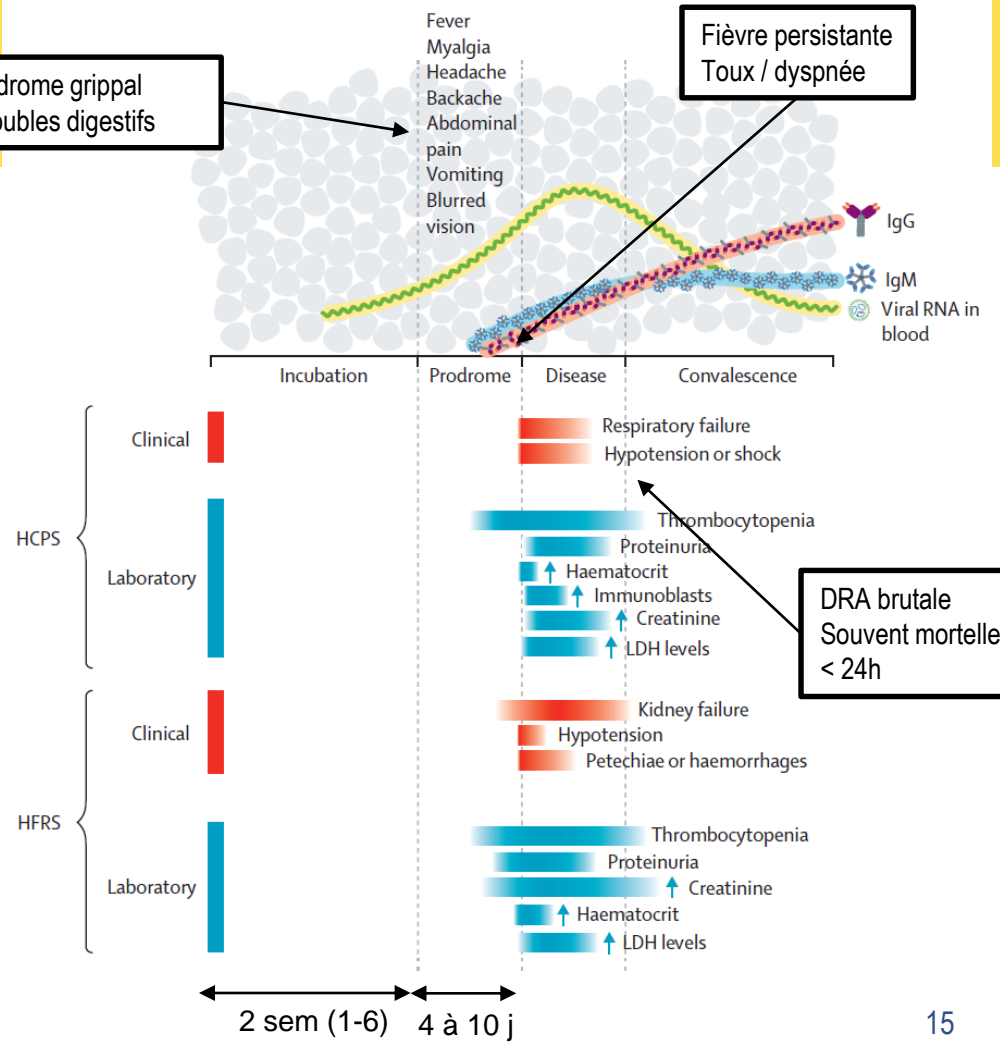 Fever
Myalgia
Headache
Backache
Abdominal
pain
Vomiting
Blurred
vision
drome grippal
ubles digestifs
Fièvre persistante
Toux / dyspnée
IgG
IgM
Viral RNA in
blood
Incubation
Prodrome
Disease
Convalescence
HCPS
Clinical
Respiratory failure
Hypotension or shock
Laboratory
Thrombocytopenia
Proteinuria
↑ Haematocrit
↑ Immunoblasts
↑ Creatinine
↑ LDH levels
DRA brutale
Souvent mortelle
< 24h
HFRS
Clinical
Kidney failure
Hypotension
Petechiae or haemorrhages
Laboratory
Thrombocytopenia
Proteinuria
↑ Creatinine
↑ Haematocrit
↑ LDH levels
2 sem (1-6)
4 à 10 j
15